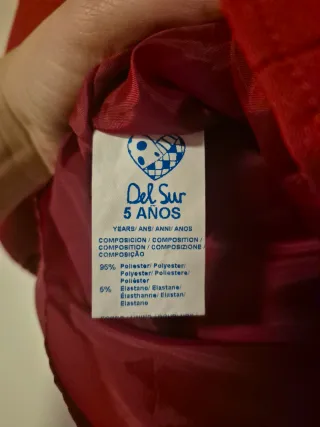 Del Sur
5 AÑOS
YEARS/ ANS/ ANNI/ ANOS
COMPOSICION / COMPOSITION /
COMPOSITION / COMPOSIZIONE /
COMPOSIÇÃO
95% Poliester/ Polyester/
Polyester/ Poliestere/
Poliéster
5% Elastano/ Elastane/
Élasthanne/ Elastan/
Elastano